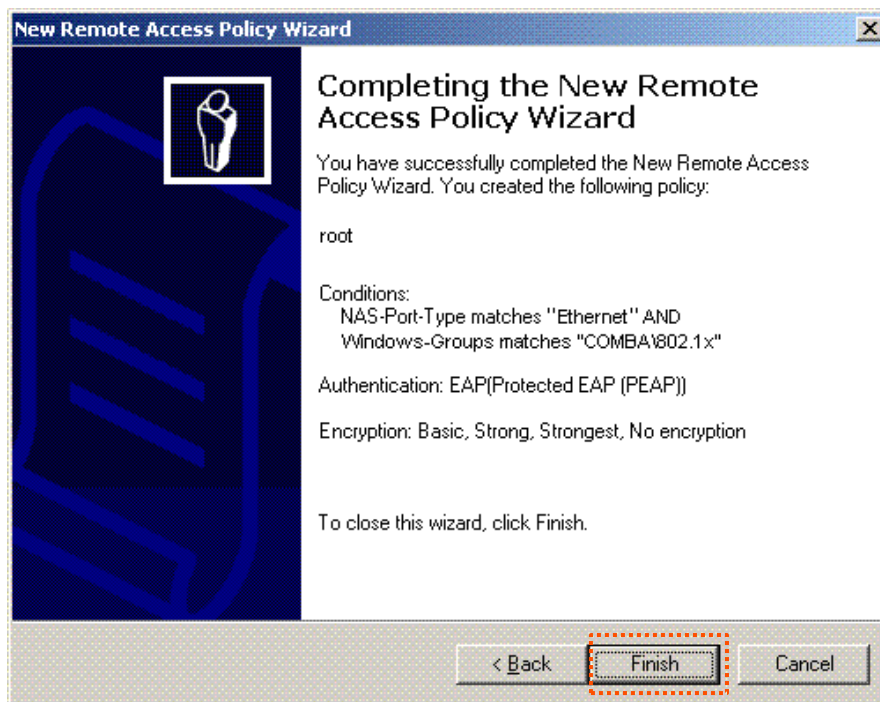 New Remote Access Policy Wizard
Completing the New Remote
Access Policy Wizard
You have successfully completed the New Remote Access
Policy Wizard. You created the following policy:
root
Conditions:
NAS-Port-Type matches "Ethernet" AND
Windows-Groups matches "COMBA\802.1x"
Authentication: EAP(Protected EAP (PEAP))
Encryption: Basic, Strong, Strongest, No encryption
To close this wizard, click Finish.
< Back Finish Cancel